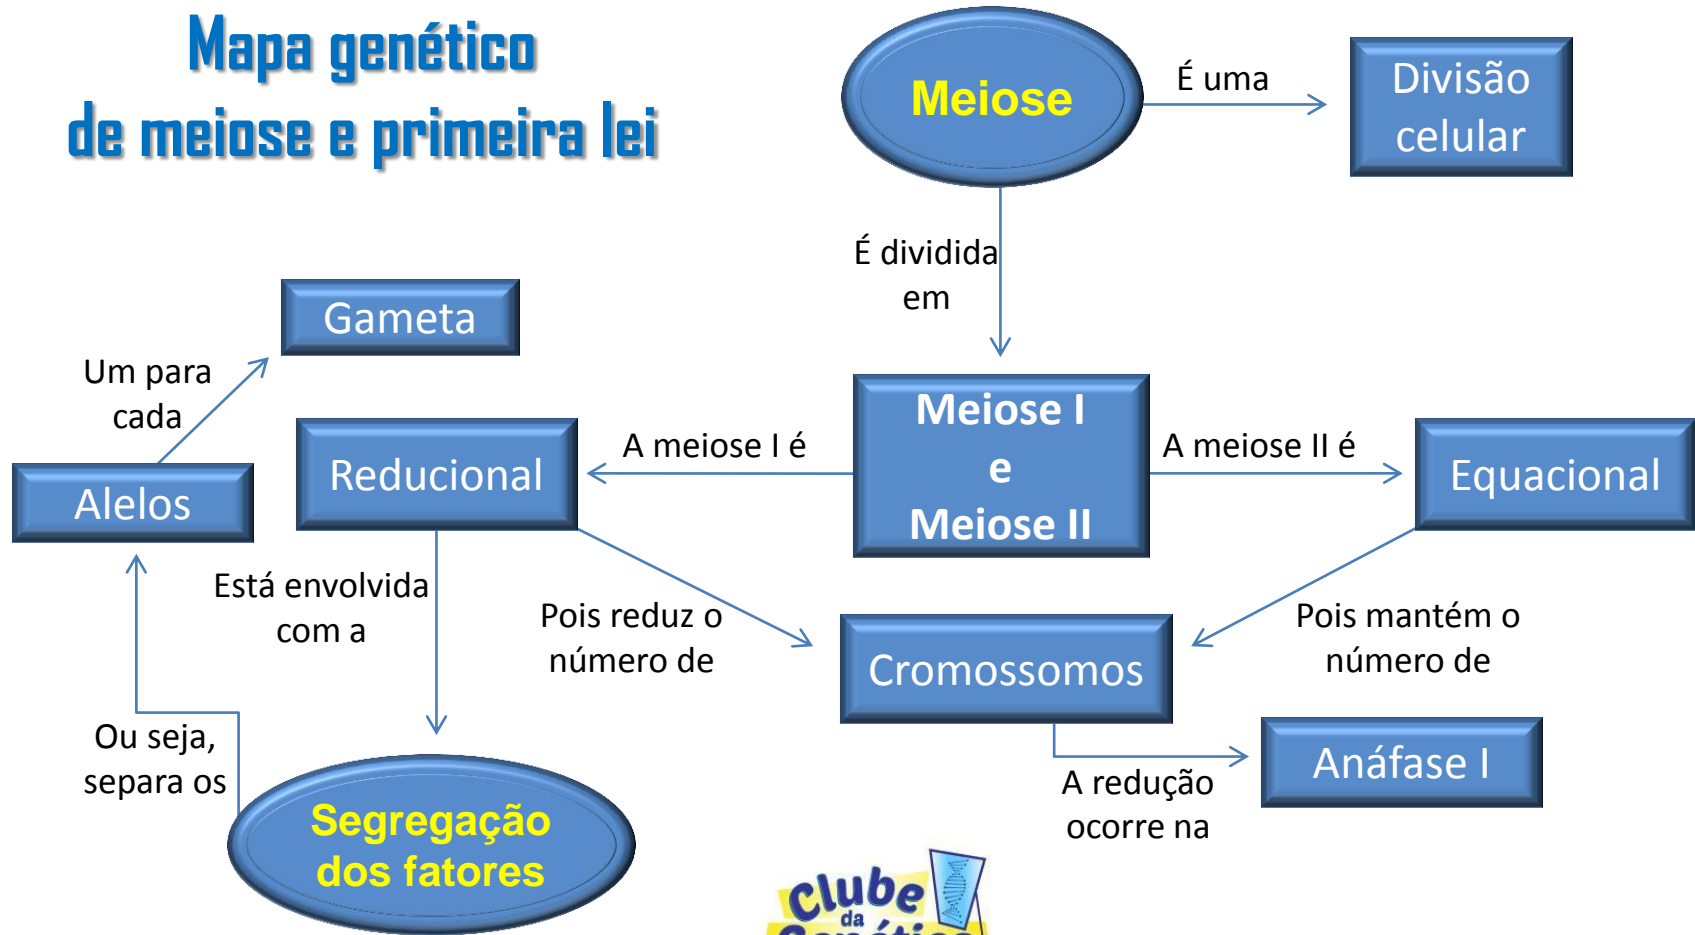 Mapa genético
de meiose e primeira lei
Meiose
É uma
Divisão
celular
É dividida
em
Gameta
Um para
cada
Meiose I
e
Meiose II
A meiose I é
A meiose II é
Reducional
Equacional
Alelos
Está envolvida
com a
Pois reduz o
número de
Pois mantém o
número de
Cromossomos
Ou seja,
separa os
A redução
ocorre na
Anáfase I
Segregação
dos fatores
Clube
da
Genética